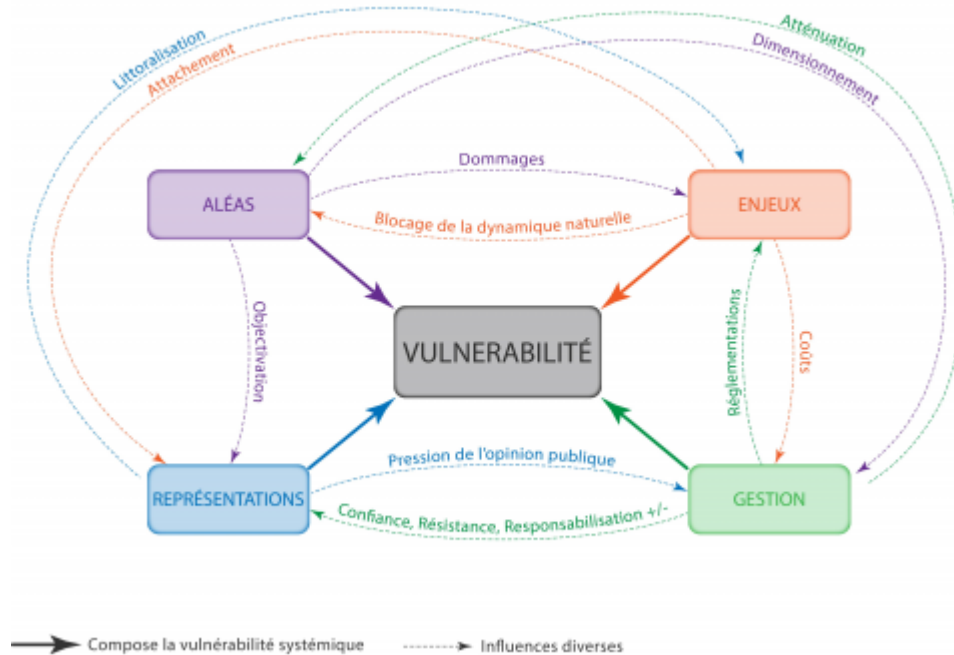 Littoralisation
Attachement
Atténuation
Dimensionnement
Dommages
ALÉAS
ENJEUX
Blocage de la dynamique naturelle
Objectivation
VULNERABILITÉ
Réglementations
Coûts
Pression de l'opinion publique
REPRÉSENTATIONS
GESTION
Confiance, Résistance, Responsabilisation +/-
Compose la vulnérabilité systémique
Influences diverses